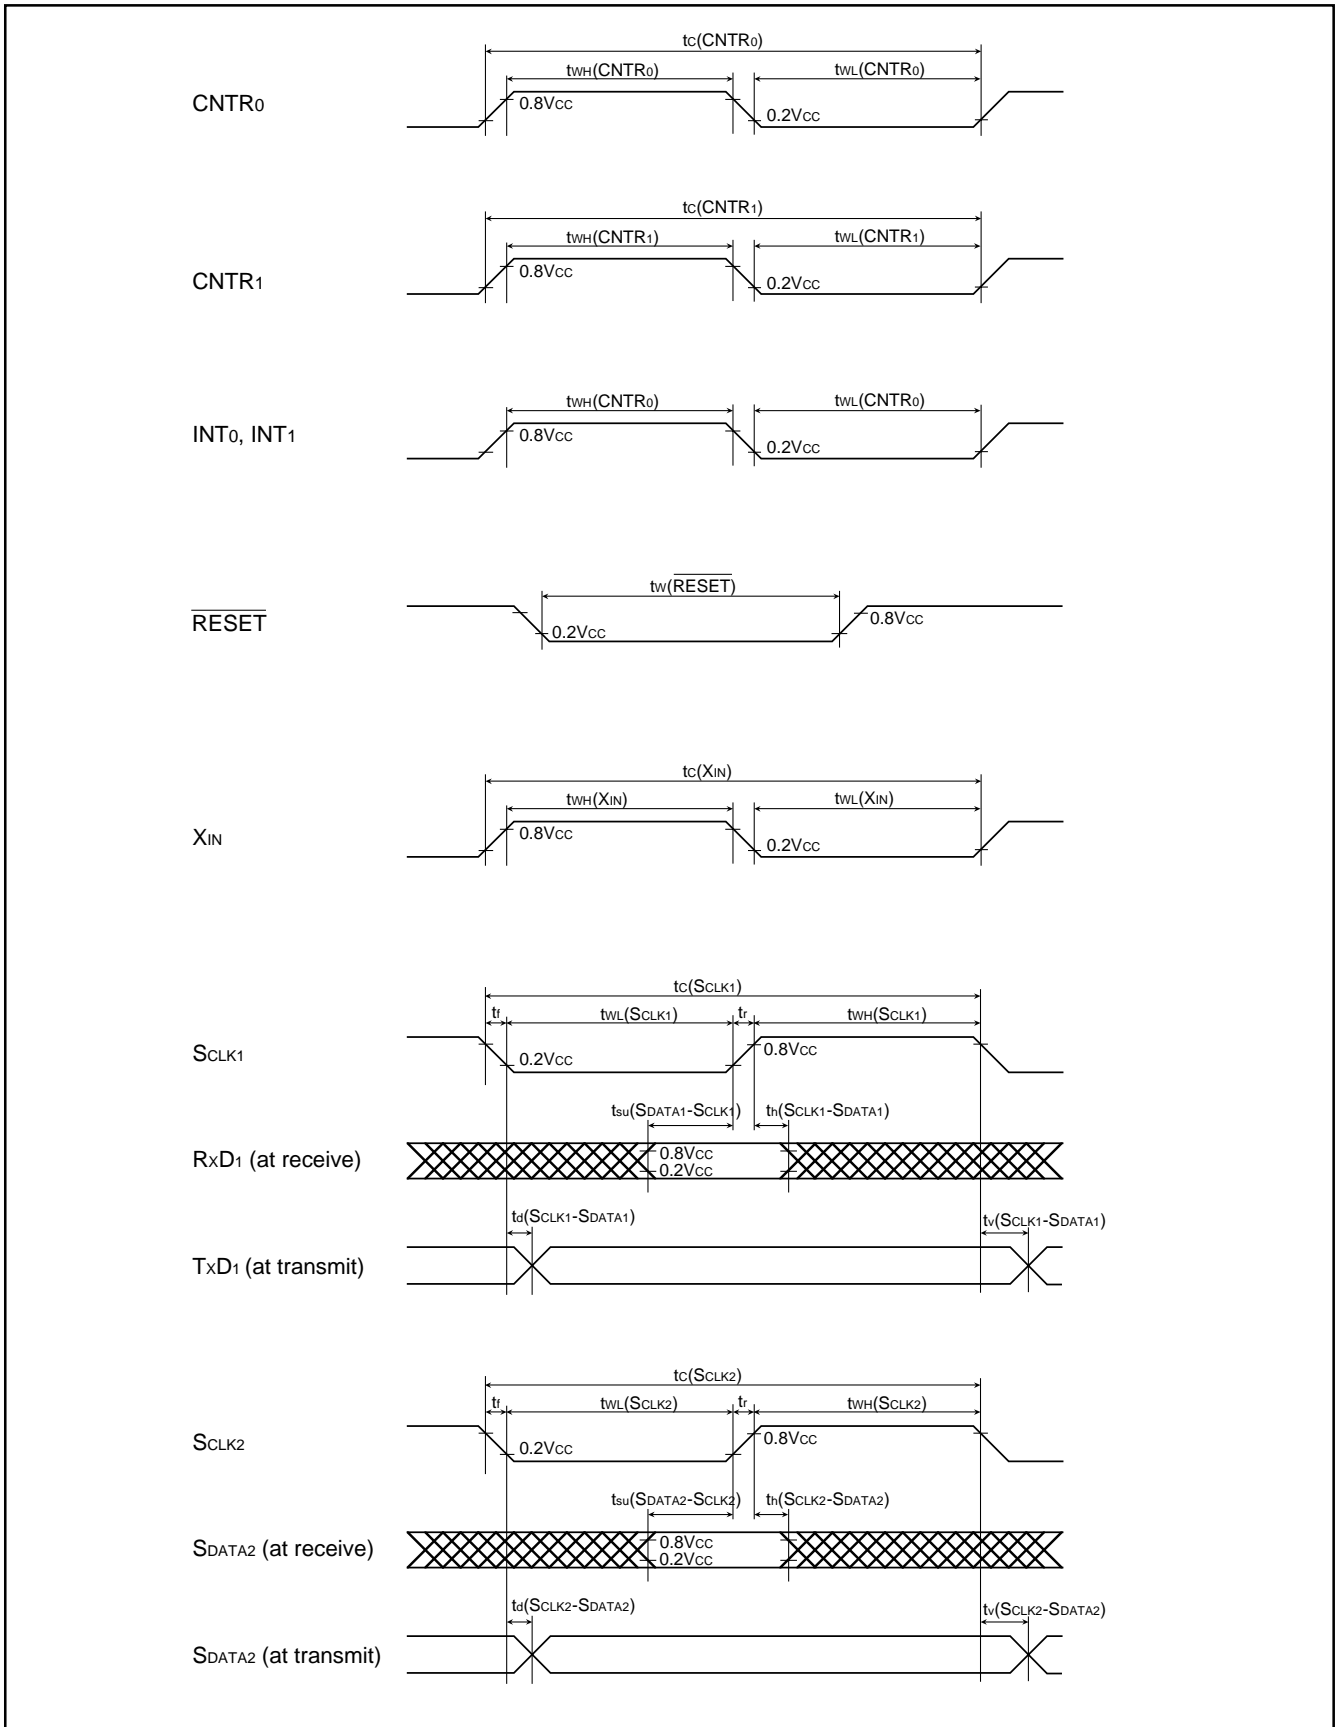 tC(CNTR0)
tWH(CNTR0) tWL(CNTR0)
CNTR0 0.8VCC 0.2VCC
tC(CNTR1)
tWH(CNTR1) tWL(CNTR1)
CNTR1 0.8VCC 0.2VCC
tWH(CNTR0) tWL(CNTR0)
INT0, INT1 0.8VCC 0.2VCC
tW(RESET)
RESET 0.2VCC 0.8VCC
tC(XIN)
tWH(XIN) tWL(XIN)
XIN 0.8VCC 0.2VCC
tC(SCLK1)
tf tWL(SCLK1) tr tWH(SCLK1)
SCLK1 0.2VCC 0.8VCC
tsu(SDATA1-SCLK1) th(SCLK1-SDATA1)
RXD1 (at receive) 0.8VCC
0.2VCC
td(SCLK1-SDATA1) tv(SCLK1-SDATA1)
TXD1 (at transmit)
tC(SCLK2)
tf tWL(SCLK2) tr tWH(SCLK2)
SCLK2 0.2VCC 0.8VCC
tsu(SDATA2-SCLK2) th(SCLK2-SDATA2)
SDATA2 (at receive) 0.8VCC
0.2VCC
td(SCLK2-SDATA2) tv(SCLK2-SDATA2)
SDATA2 (at transmit)